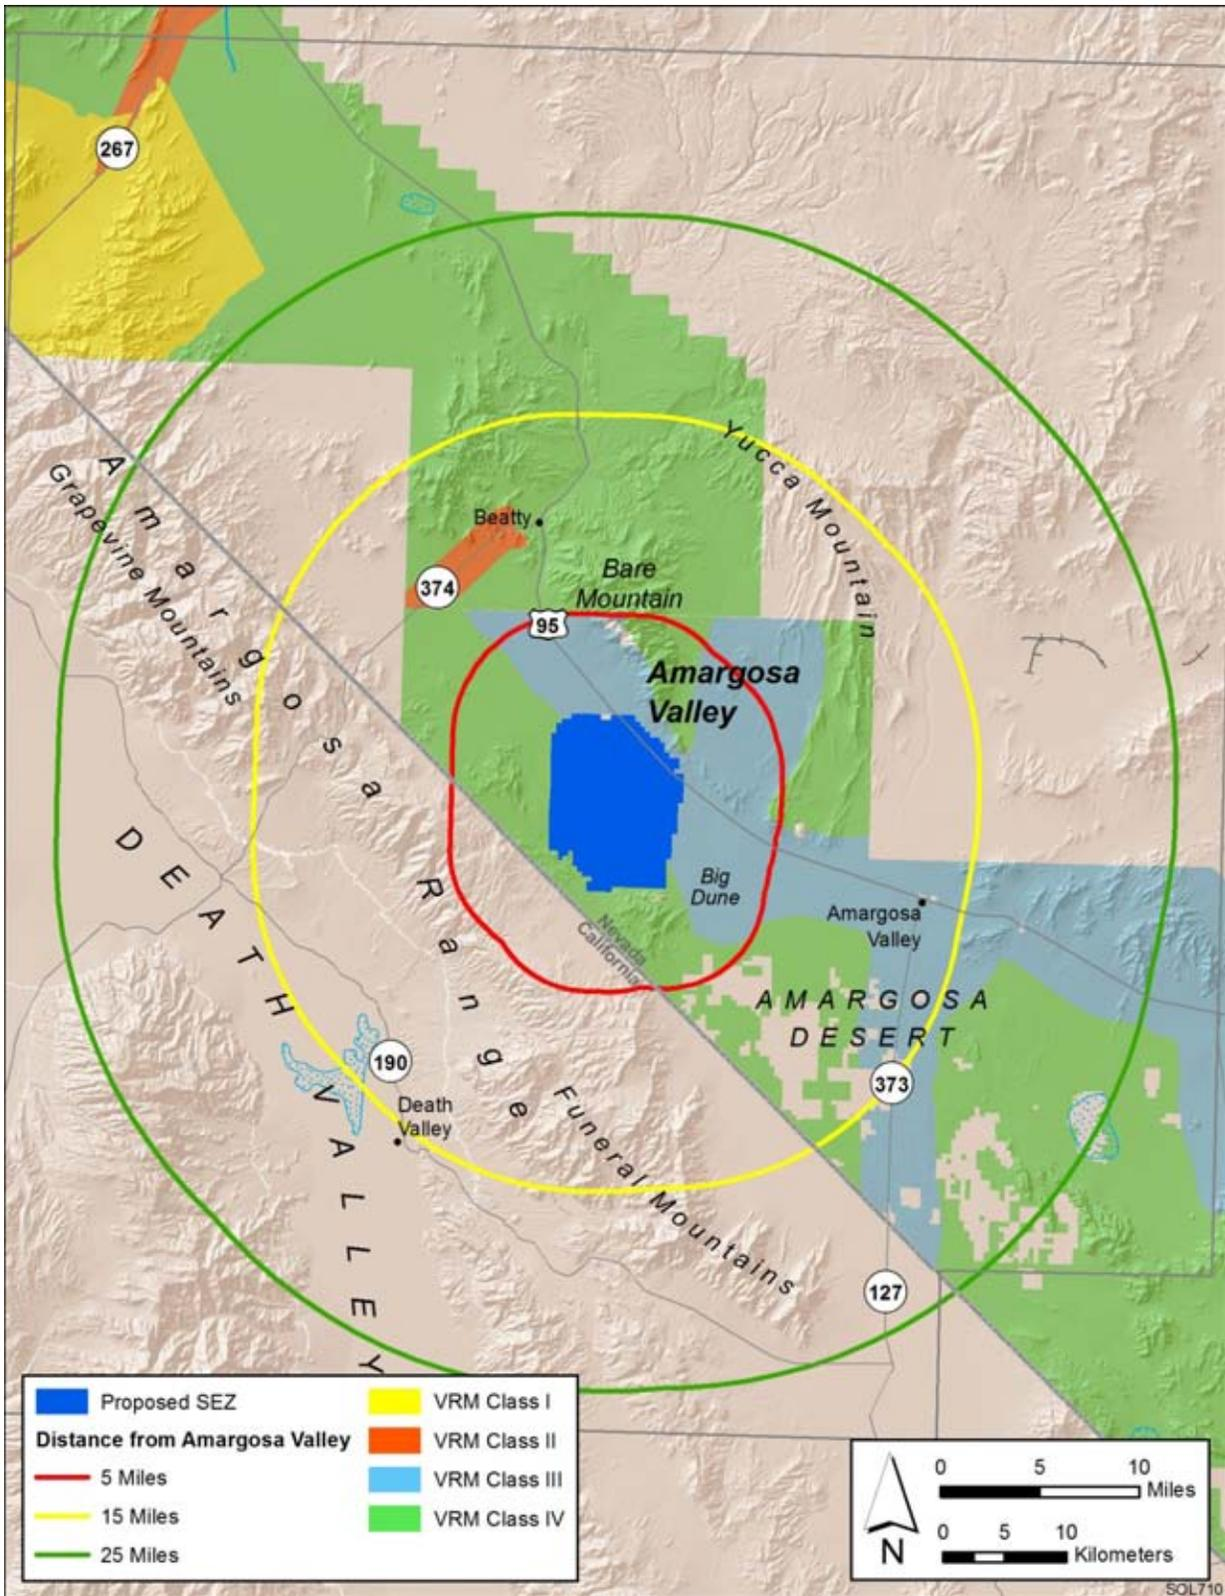 267
Yucca Mountain
Amargosa Range
Grapevine Mountains
Beatty
374
Bare
Mountain
95
Amargosa
Valley
DEATH VALLEY
Big
Dune
Amargosa
Valley
Nevada
California
AMARGOSA
DESERT
190
373
Death
Valley
Funeral Mountains
127
Proposed SEZ
Distance from Amargosa Valley
5 Miles
15 Miles
25 Miles
VRM Class I
VRM Class II
VRM Class III
VRM Class IV
N
0 5 10
Miles
0 5 10
Kilometers
SOL710